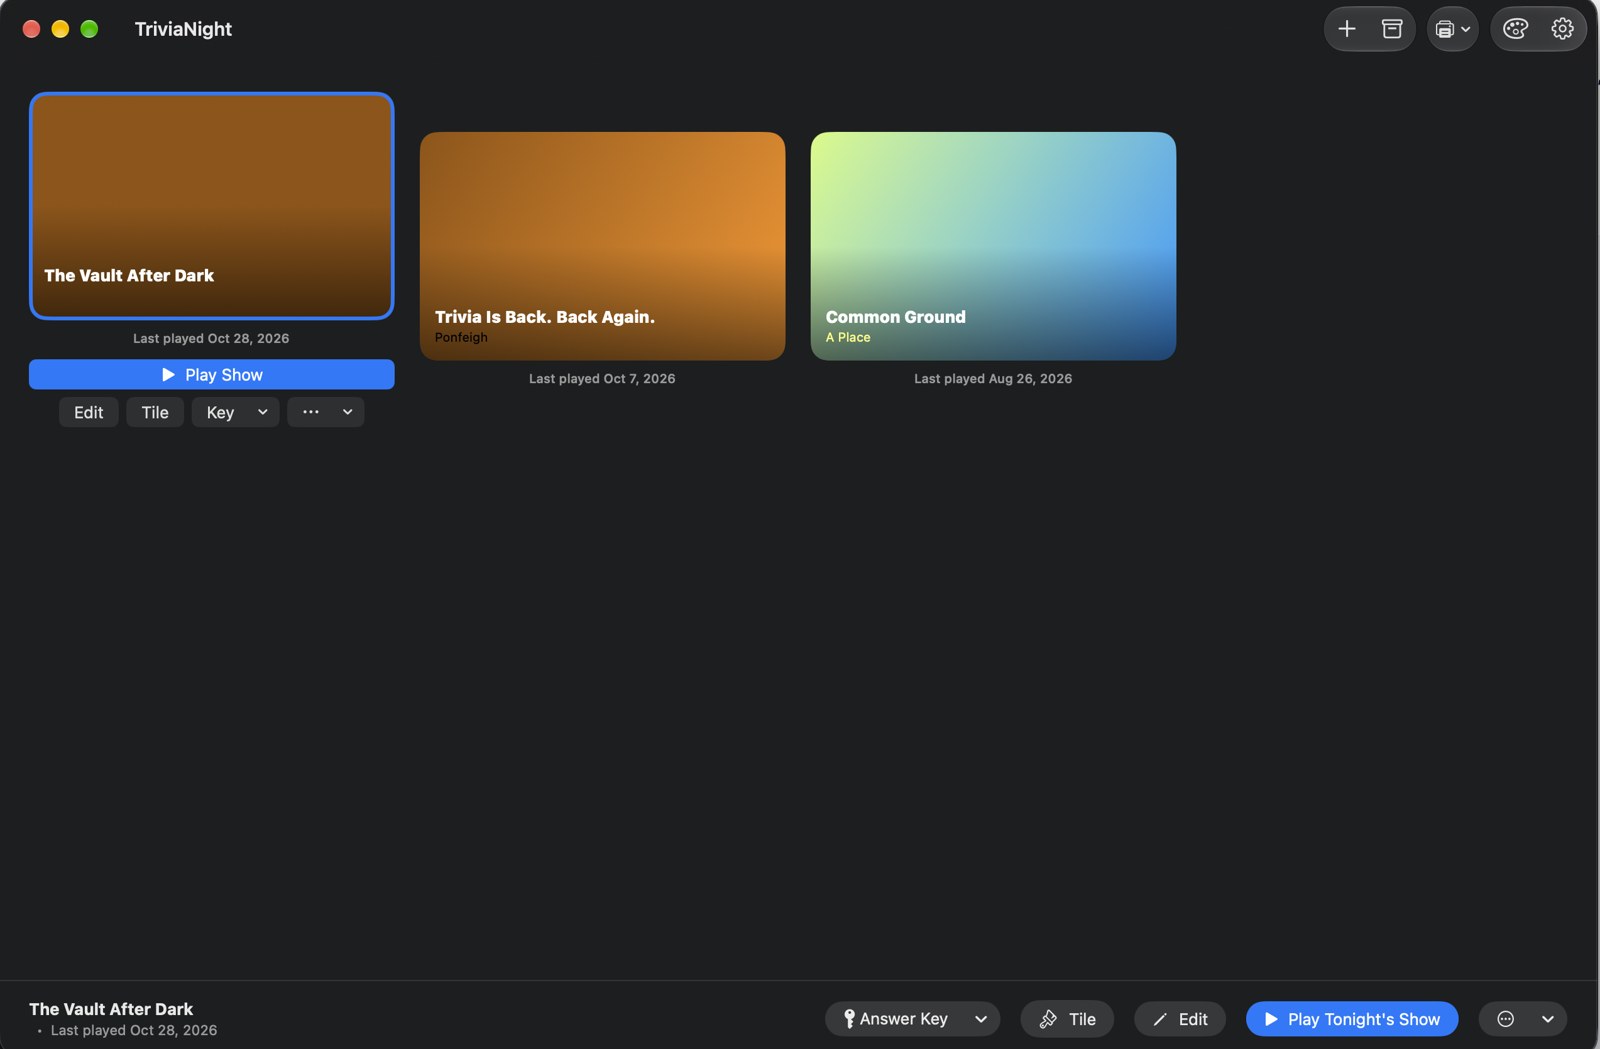 TriviaNight
The Vault After Dark
Last played Oct 28, 2026
Play Show
Edit
Tile
Key
Trivia Is Back. Back Again.
Ponfeigh
Last played Oct 7, 2026
Common Ground
A Place
Last played Aug 26, 2026
The Vault After Dark
• Last played Oct 28, 2026
Answer Key
Tile
Edit
Play Tonight's Show